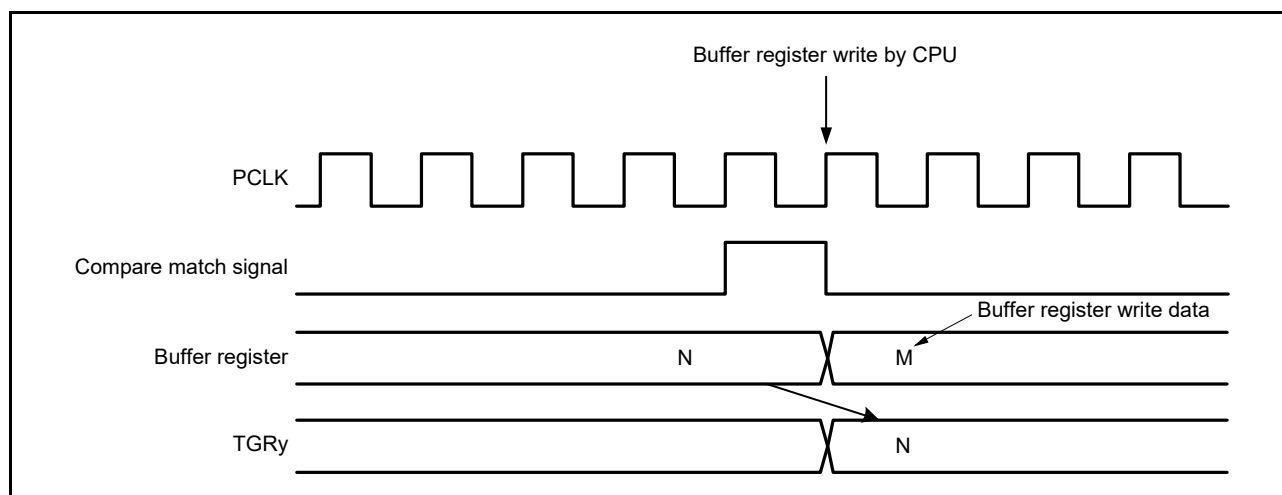 Buffer register write by CPU
PCLK
Compare match signal
Buffer register write data
Buffer register
N
M
TGRy
N